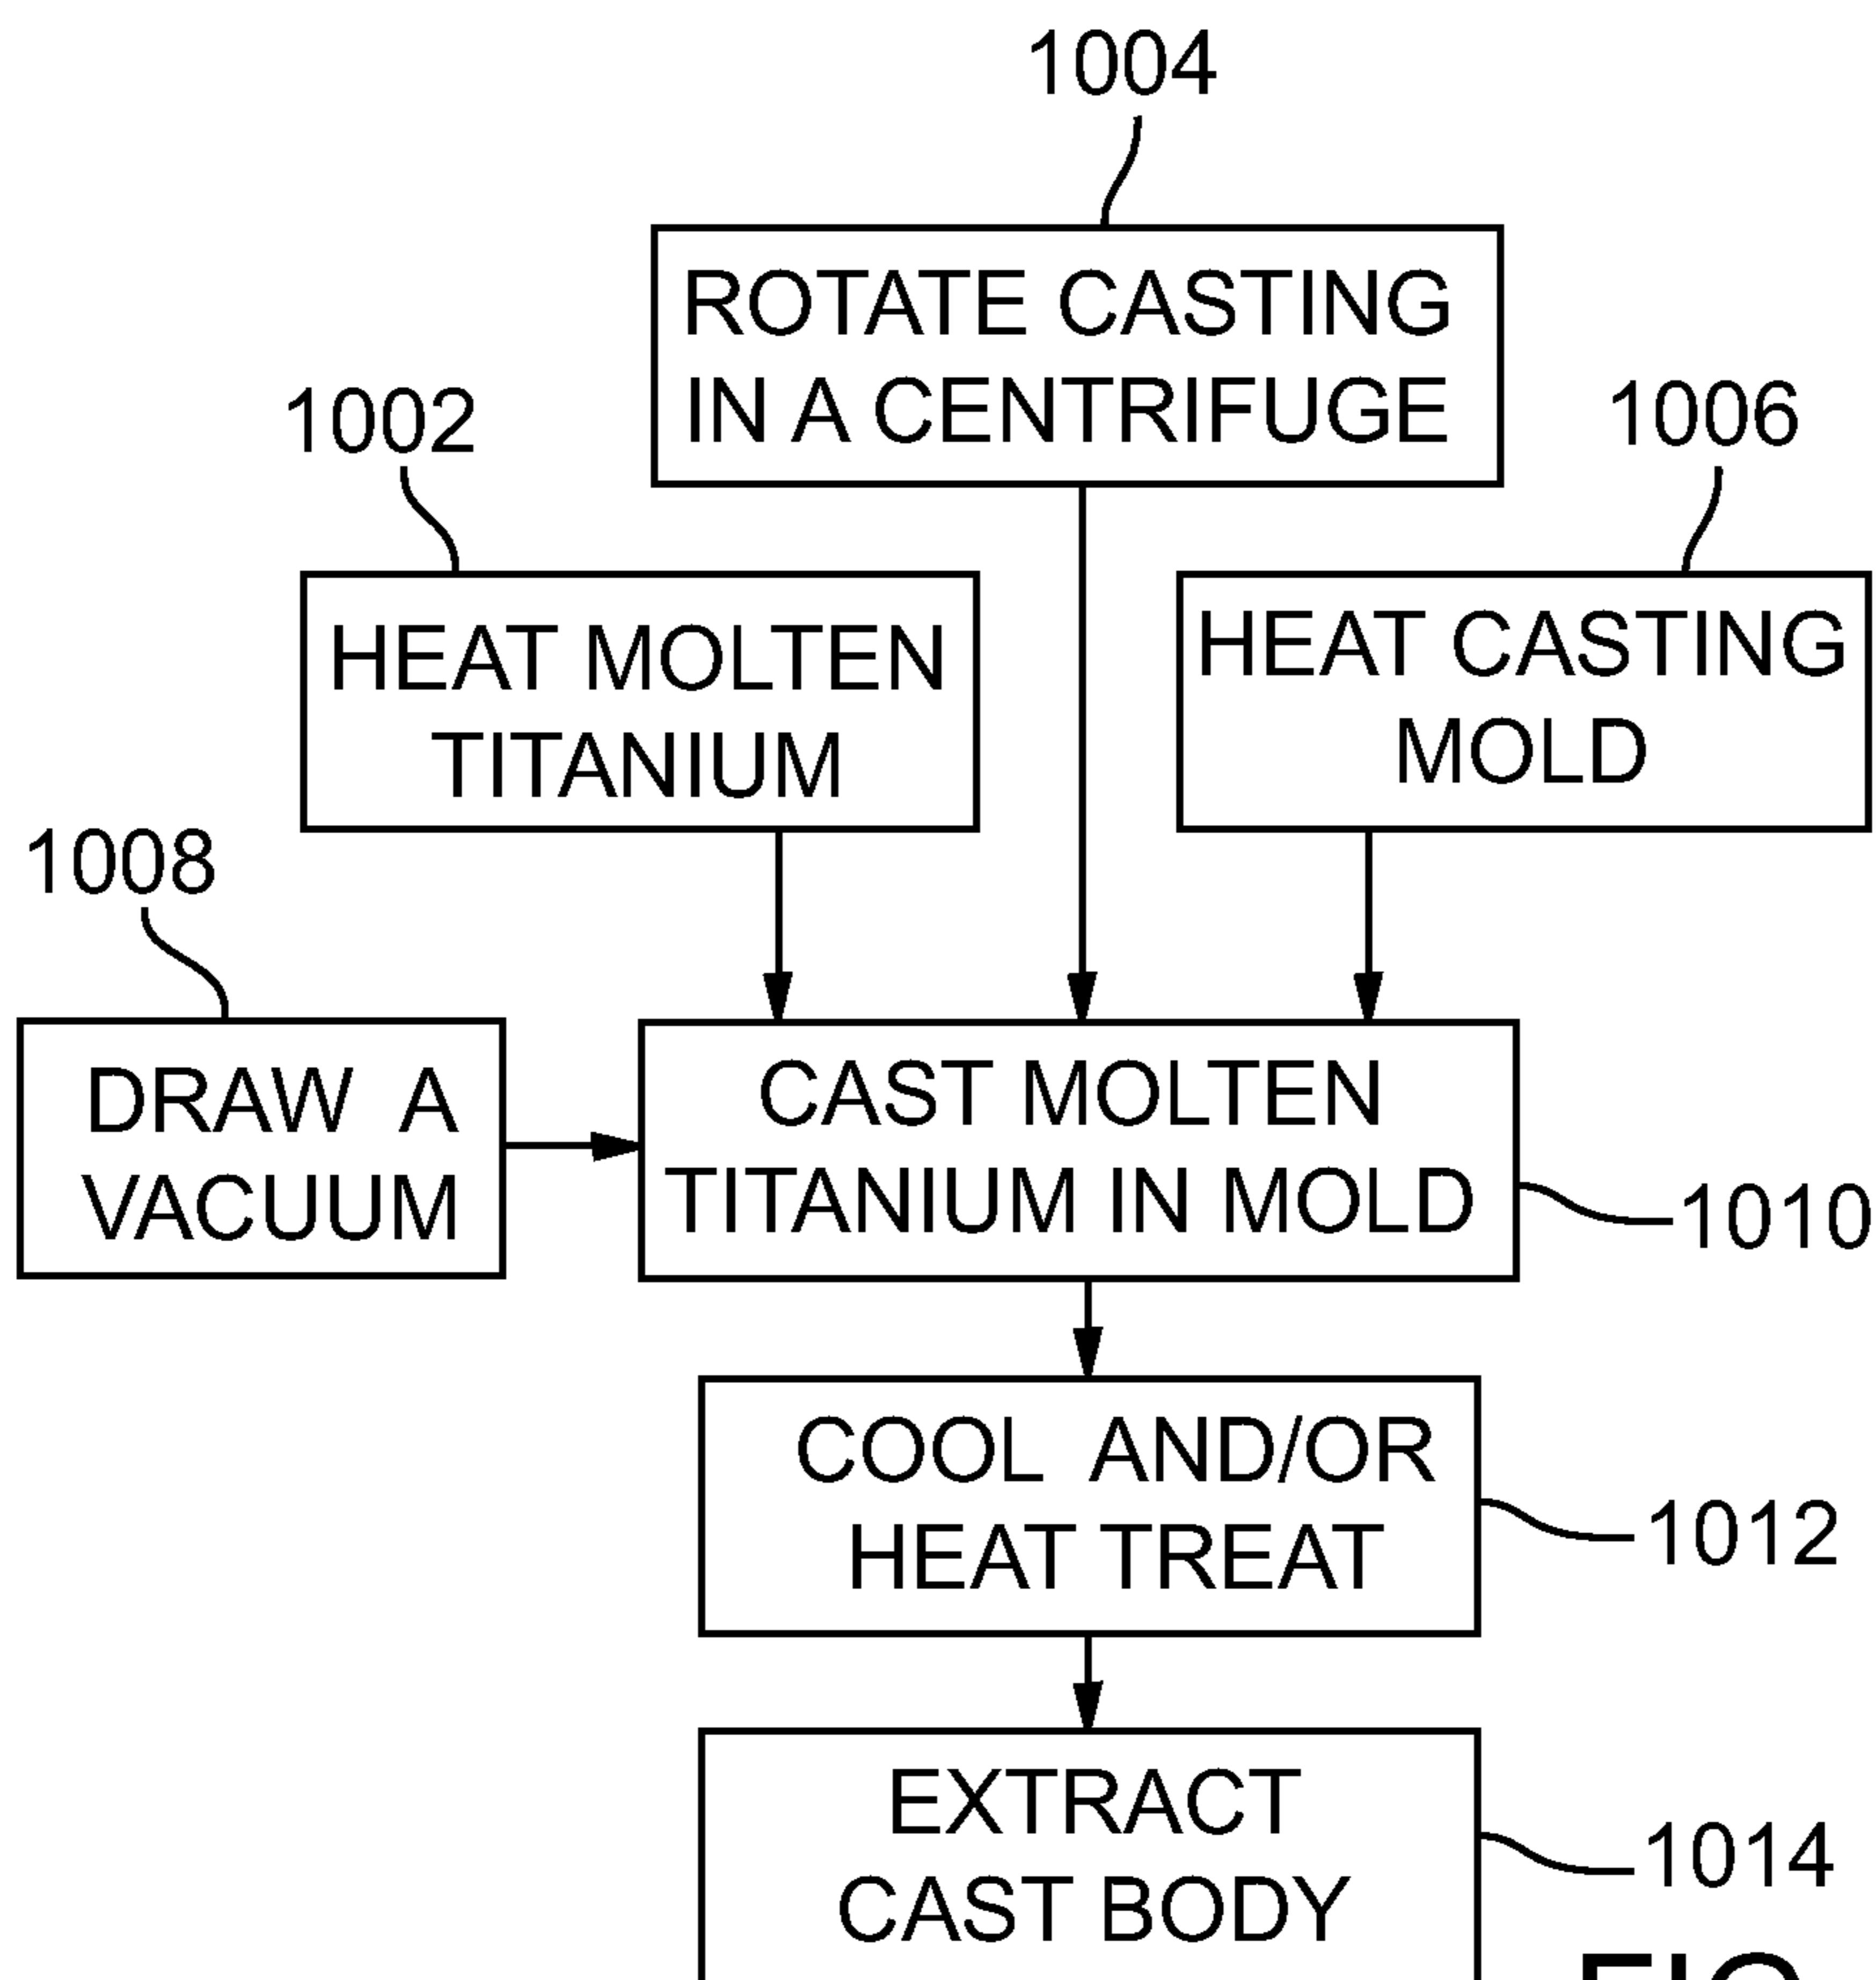 1004
ROTATE CASTING
IN A CENTRIFUGE
1002
1006
HEAT MOLTEN
TITANIUM
HEAT CASTING
MOLD
1008
DRAW A
VACUUM
CAST MOLTEN
TITANIUM IN MOLD
1010
COOL AND/OR
HEAT TREAT
1012
EXTRACT
CAST BODY
1014